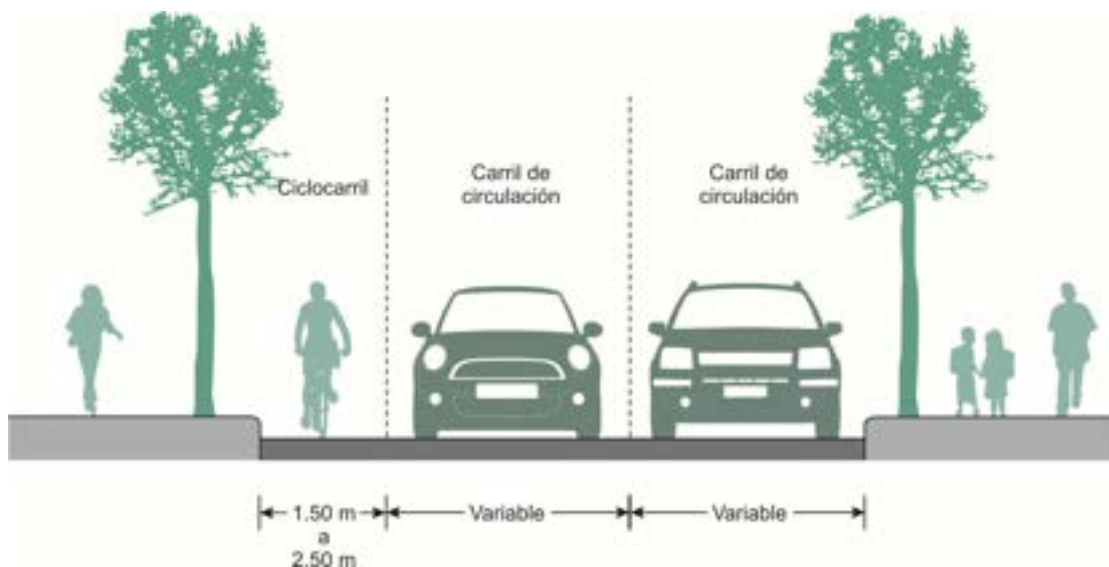 Ciclocarril
Carril de
circulación
Carril de
circulación
1.50 m
a
2.50 m
Variable
Variable